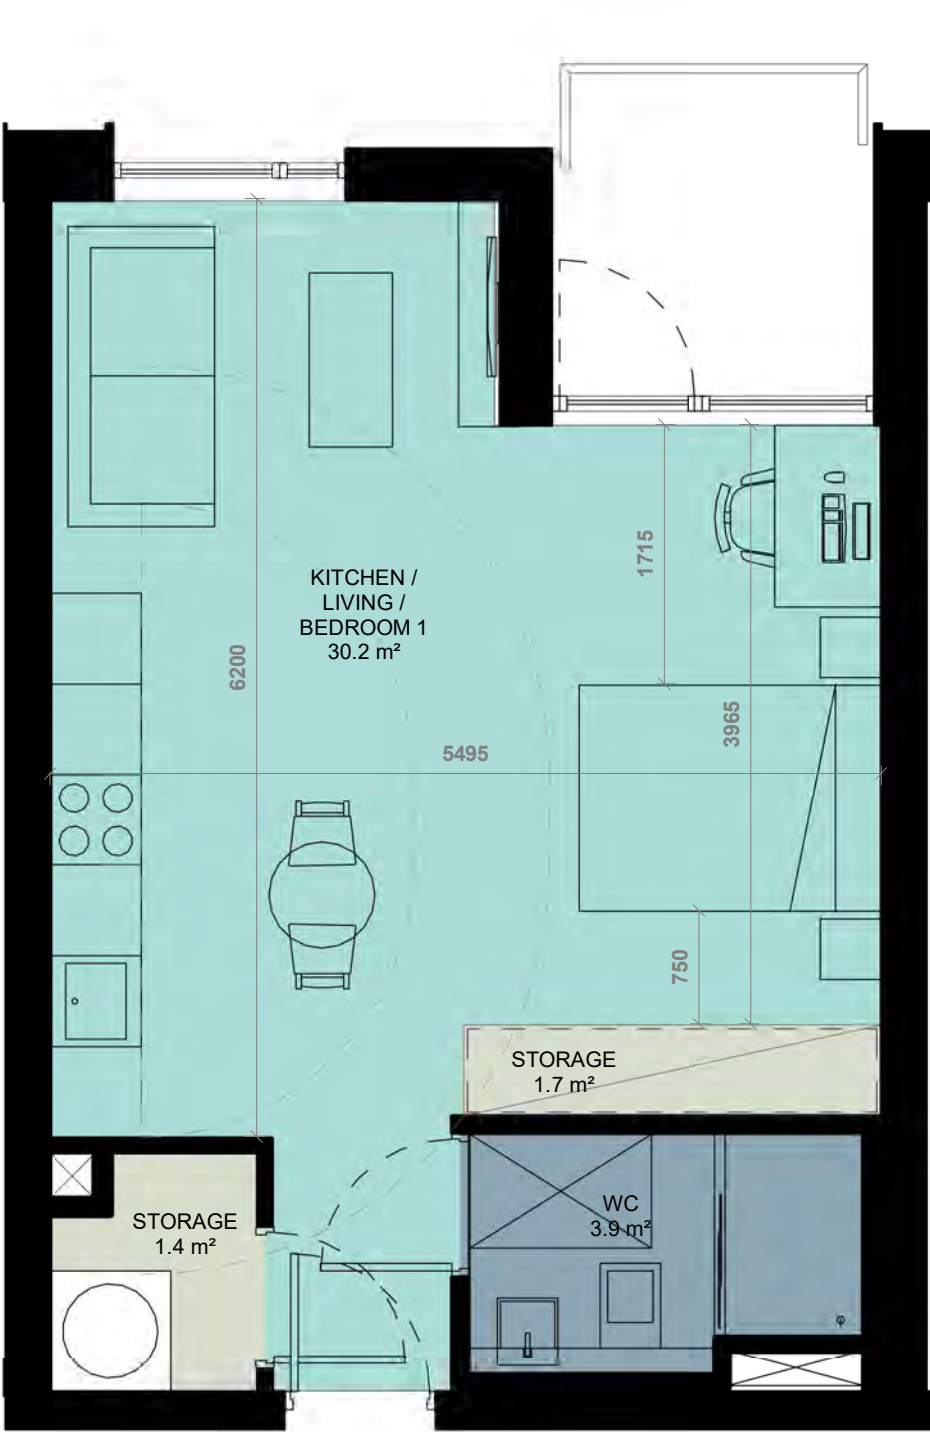 1715
KITCHEN /
LIVING /
BEDROOM 1
30.2 m²
6200
3965
5495
750
STORAGE
1.7 m²
STORAGE
1.4 m²
WC
3.9 m²